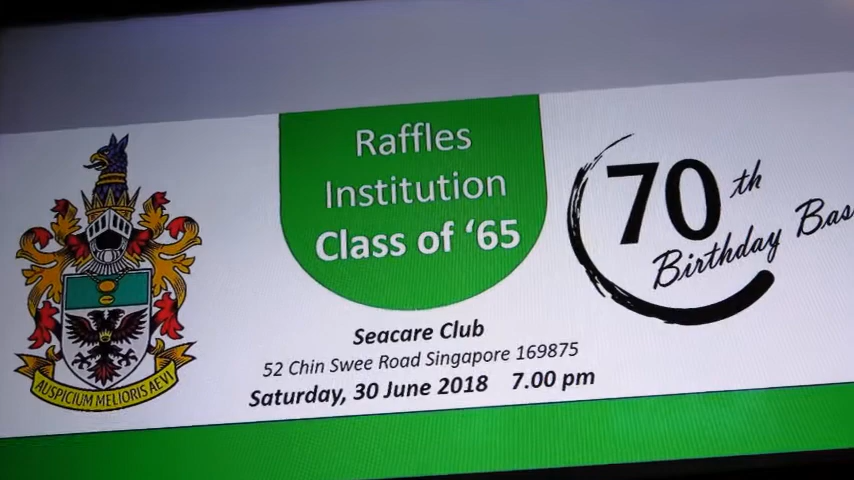 Raffles
Institution
Class of ‘65
70th
Birthday
Seacare Club
52 Chin Swee Road Singapore 169875
Saturday, 30 June 2018 7.00 pm
AUSPICIUM MELIORIS AEVI